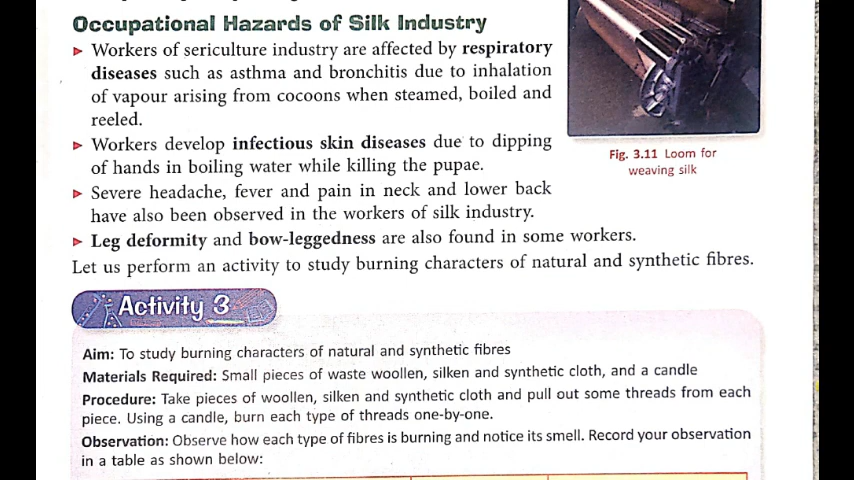 Occupational Hazards of Silk Industry
Workers of sericulture industry are affected by respiratory
diseases such as asthma and bronchitis due to inhalation
of vapour arising from cocoons when steamed, boiled and
reeled.
Workers develop infectious skin diseases due to dipping
of hands in boiling water while killing the pupae.
Severe headache, fever and pain in neck and lower back
have also been observed in the workers of silk industry.
Leg deformity and bow-leggedness are also found in some workers.
Let us perform an activity to study burning characters of natural and synthetic fibres.
Fig. 3.11 Loom for
weaving silk
Activity 3
Aim: To study burning characters of natural and synthetic fibres
Materials Required: Small pieces of waste woollen, silken and synthetic cloth, and a candle
Procedure: Take pieces of woollen, silken and synthetic cloth and pull out some threads from each
piece. Using a candle, burn each type of threads one-by-one.
Observation: Observe how each type of fibres is burning and notice its smell. Record your observation
in a table as shown below: